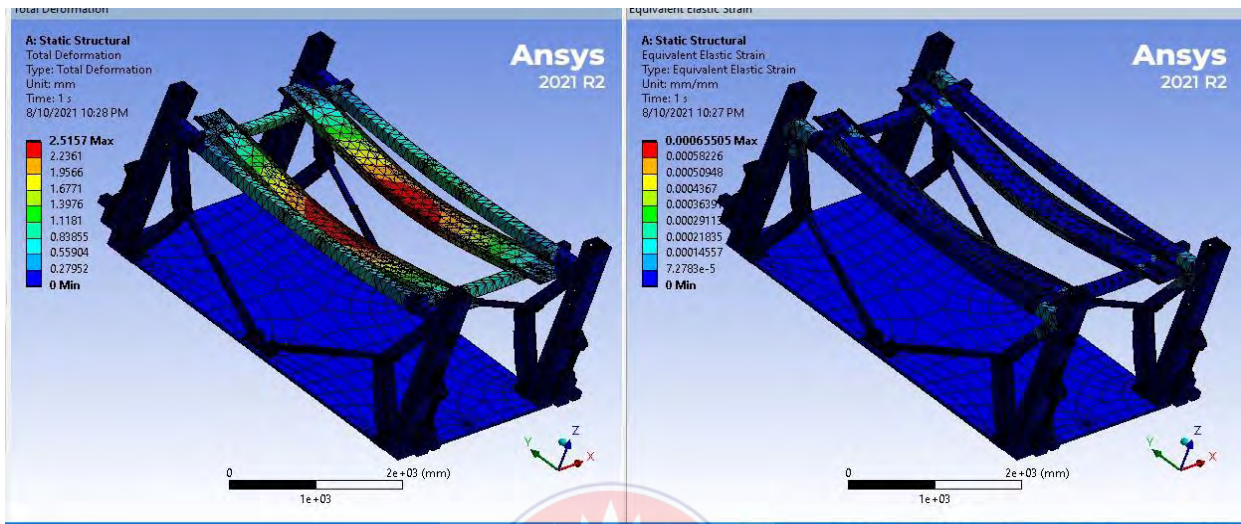 Total Deformation
A: Static Structural
Total Deformation
Type: Total Deformation
Unit: mm
Time: 1 s
8/10/2021 10:28 PM
2.5157 Max
2.2361
1.9566
1.6771
1.3976
1.1181
0.83855
0.55904
0.27952
0 Min
Ansys
2021 R2
Z
Y
X
0
2e+03 (mm)
1e+03
Equivalent Elastic Strain
A: Static Structural
Equivalent Elastic Strain
Type: Equivalent Elastic Strain
Unit: mm/mm
Time: 1 s
8/10/2021 10:27 PM
0.00065505 Max
0.00058226
0.00050948
0.0004367
0.00036391
0.00029113
0.00021835
0.00014557
7.2783e-5
0 Min
Ansys
2021 R2
Z
Y
X
0
2e+03 (mm)
1e+03